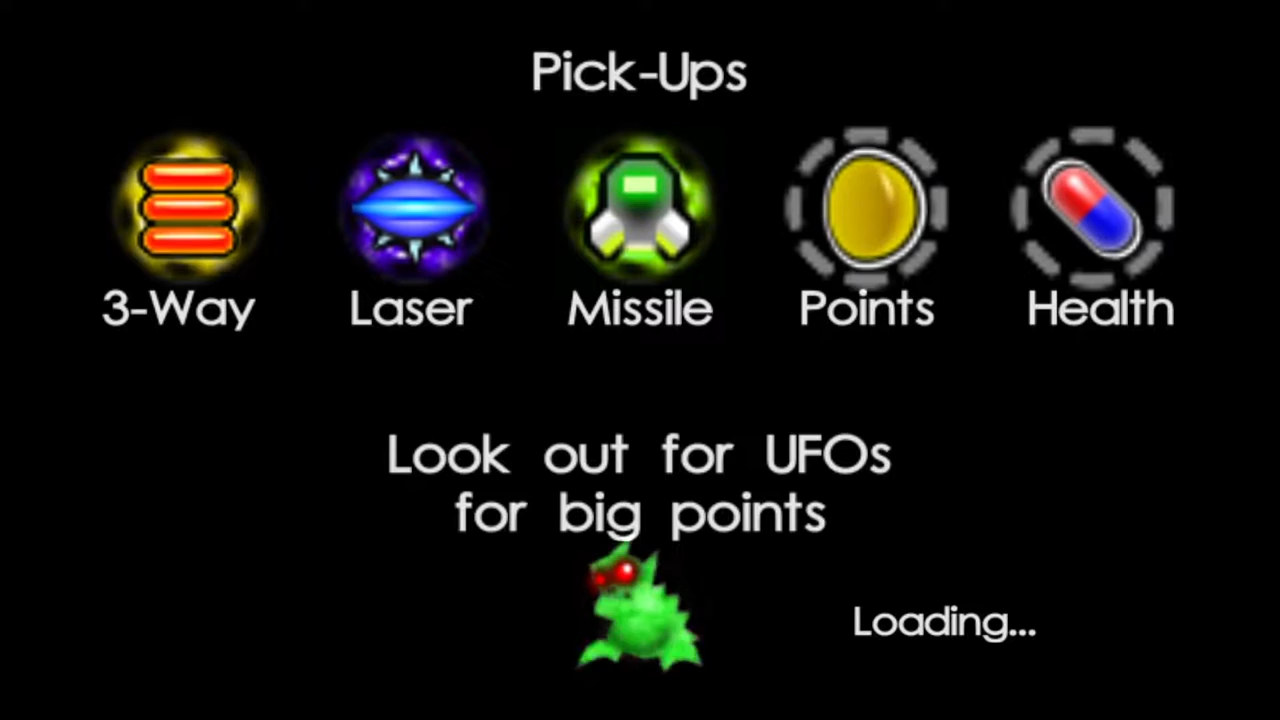 Pick-Ups
3-Way Laser Missile Points Health
Look out for UFOs
for big points
Loading...